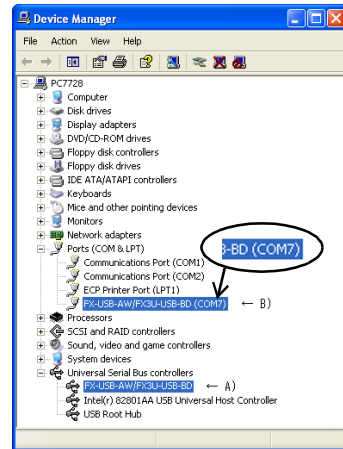 Device Manager
File Action View Help
PC7728
Computer
Disk drives
Display adapters
DVD/CD-ROM drives
Floppy disk controllers
Floppy disk drives
IDE ATA/ATAPI controllers
Keyboards
Mice and other pointing devices
Monitors
Network adapters
Ports (COM & LPT)
B-BD (COM7)
Communications Port (COM1)
Communications Port (COM2)
ECP Printer Port (LPT1)
FX-USB-AW/FX3U-USB-BD (COM7) ← B)
Processors
SCSI and RAID controllers
Sound, video and game controllers
System devices
Universal Serial Bus controllers
FX-USB-AW/FX3U-USB-BD ← A)
Intel(r) 82801AA USB Universal Host Controller
USB Root Hub